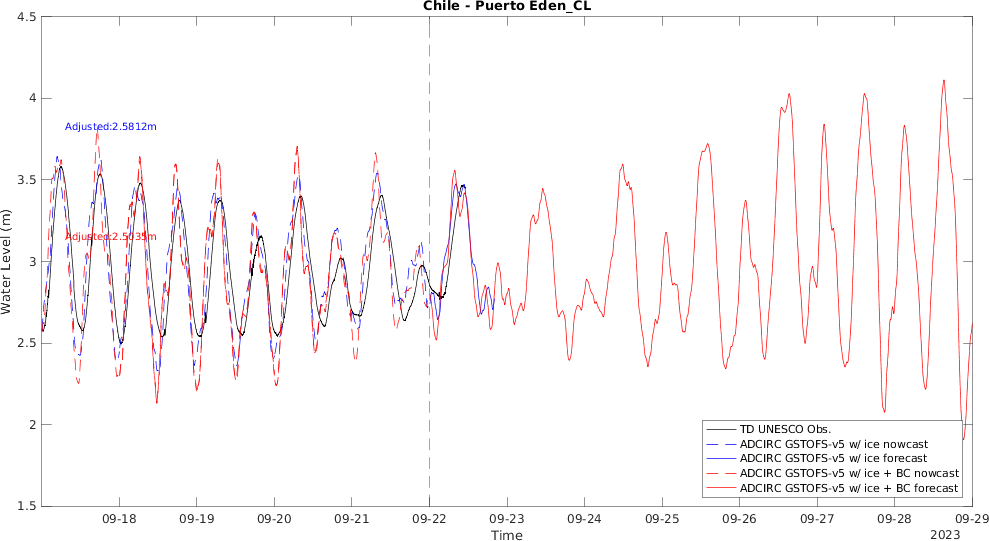 Chile - Puerto Eden_CL
4.5
4
3.5
3
2.5
2
1.5
Water Level (m)
Adjusted:2.5812m
Adjusted:2.5035m
09-18
09-19
09-20
09-21
09-22
09-23
09-24
09-25
09-26
09-27
09-28
09-29
Time
2023
TD UNESCO Obs.
ADCIRC GSTOFS-v5 w/ ice nowcast
ADCIRC GSTOFS-v5 w/ ice forecast
ADCIRC GSTOFS-v5 w/ ice + BC nowcast
ADCIRC GSTOFS-v5 w/ ice + BC forecast